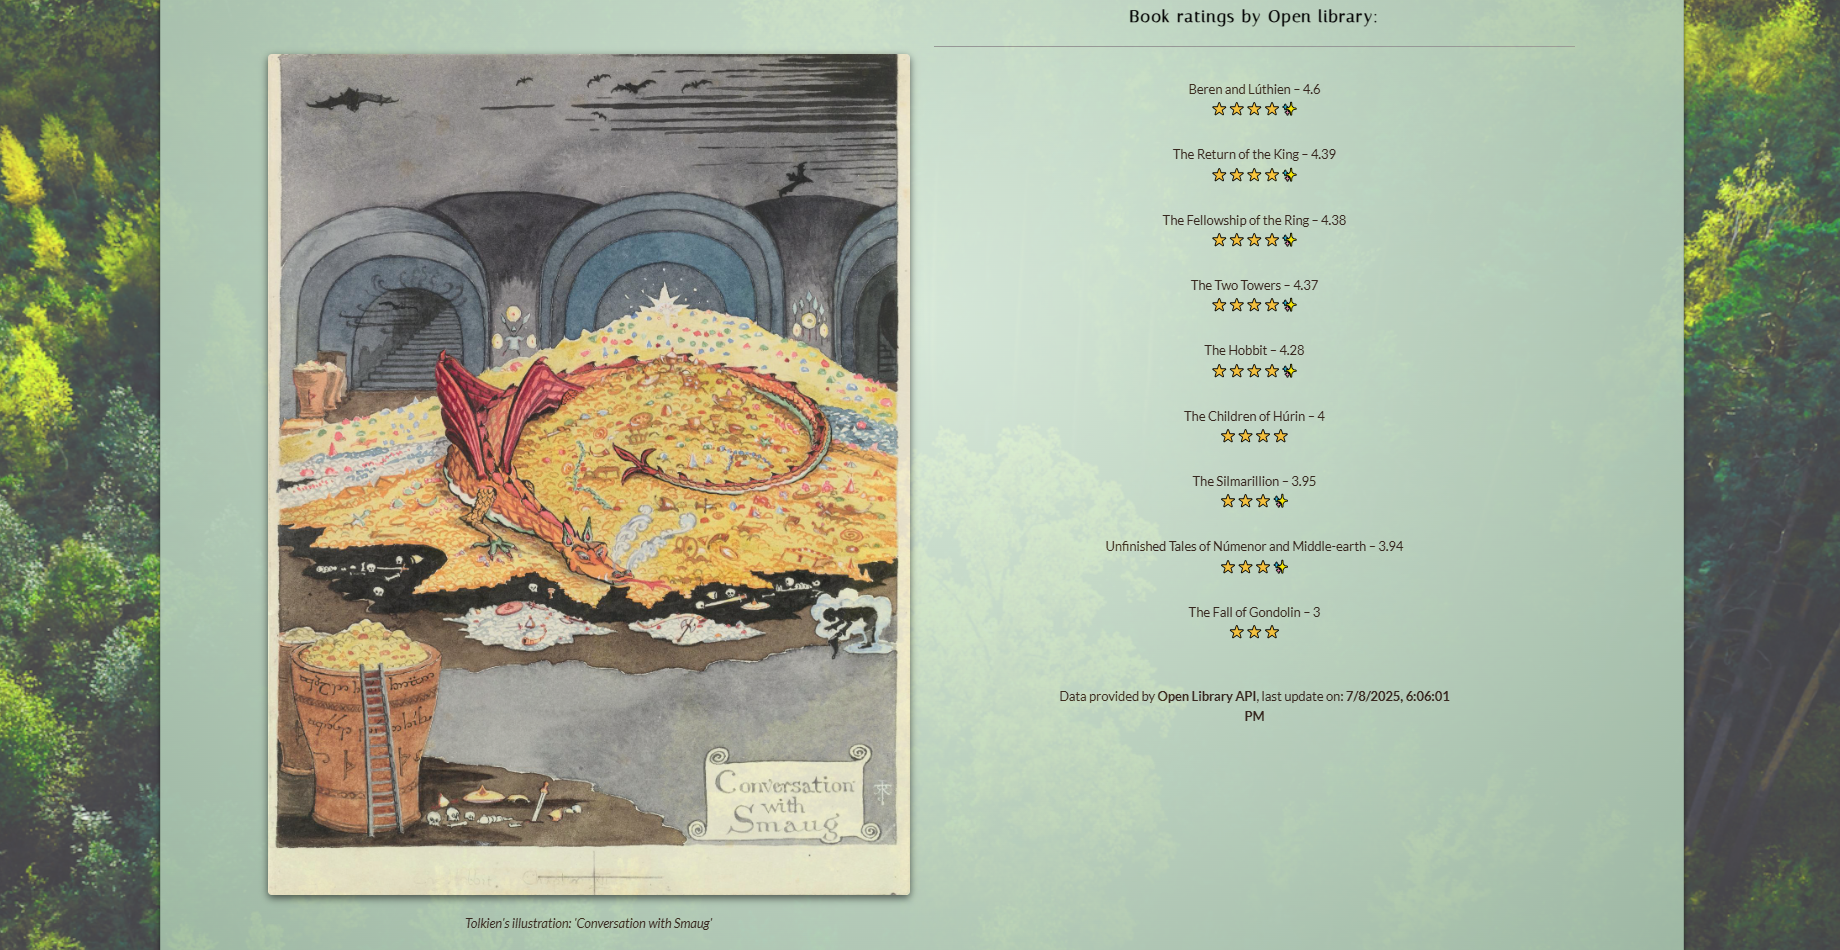 Book ratings by Open library:
Beren and Lúthien – 4.6
The Return of the King – 4.39
The Fellowship of the Ring – 4.38
The Two Towers – 4.37
The Hobbit – 4.28
The Children of Húrin – 4
The Silmarillion – 3.95
Unfinished Tales of Númenor and Middle-earth – 3.94
The Fall of Gondolin – 3
Data provided by Open Library API, last update on: 7/8/2025, 6:06:01
PM
Conversation
with
Smaug
Tolkien's illustration: 'Conversation with Smaug'